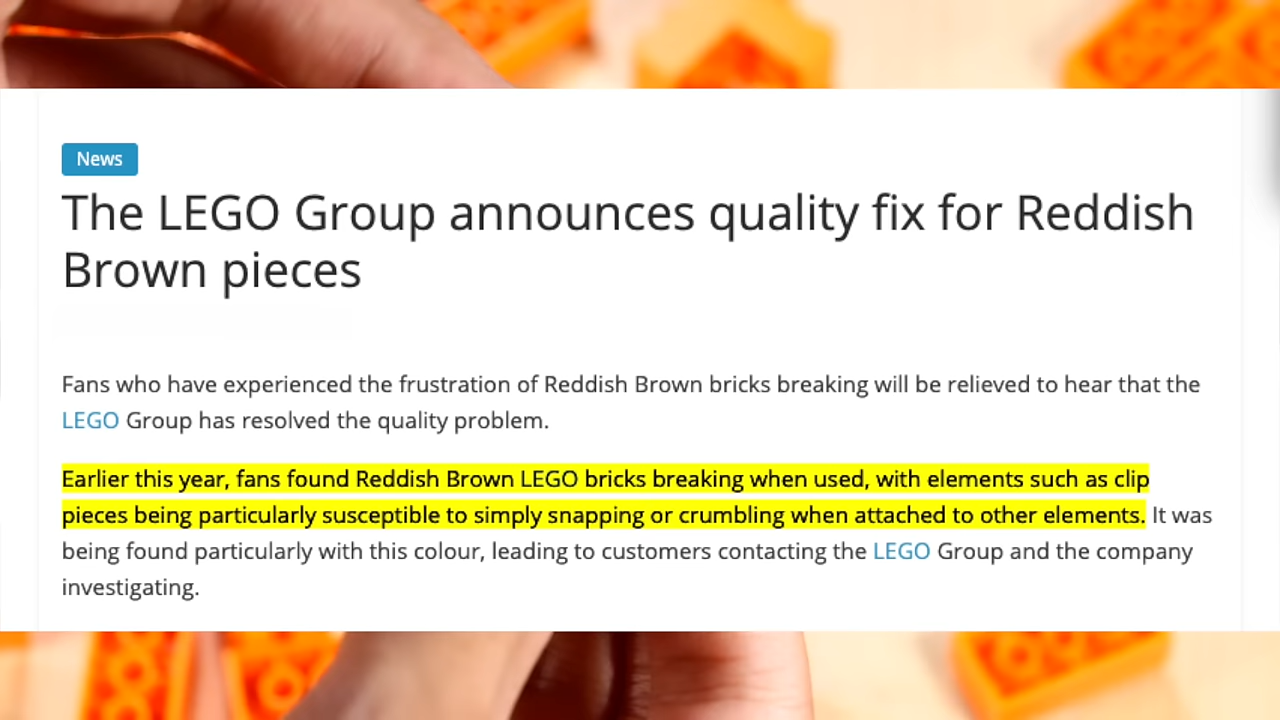 News
The LEGO Group announces quality fix for Reddish
Brown pieces
Fans who have experienced the frustration of Reddish Brown bricks breaking will be relieved to hear that the
LEGO Group has resolved the quality problem.
Earlier this year, fans found Reddish Brown LEGO bricks breaking when used, with elements such as clip
pieces being particularly susceptible to simply snapping or crumbling when attached to other elements. It was
being found particularly with this colour, leading to customers contacting the LEGO Group and the company
investigating.